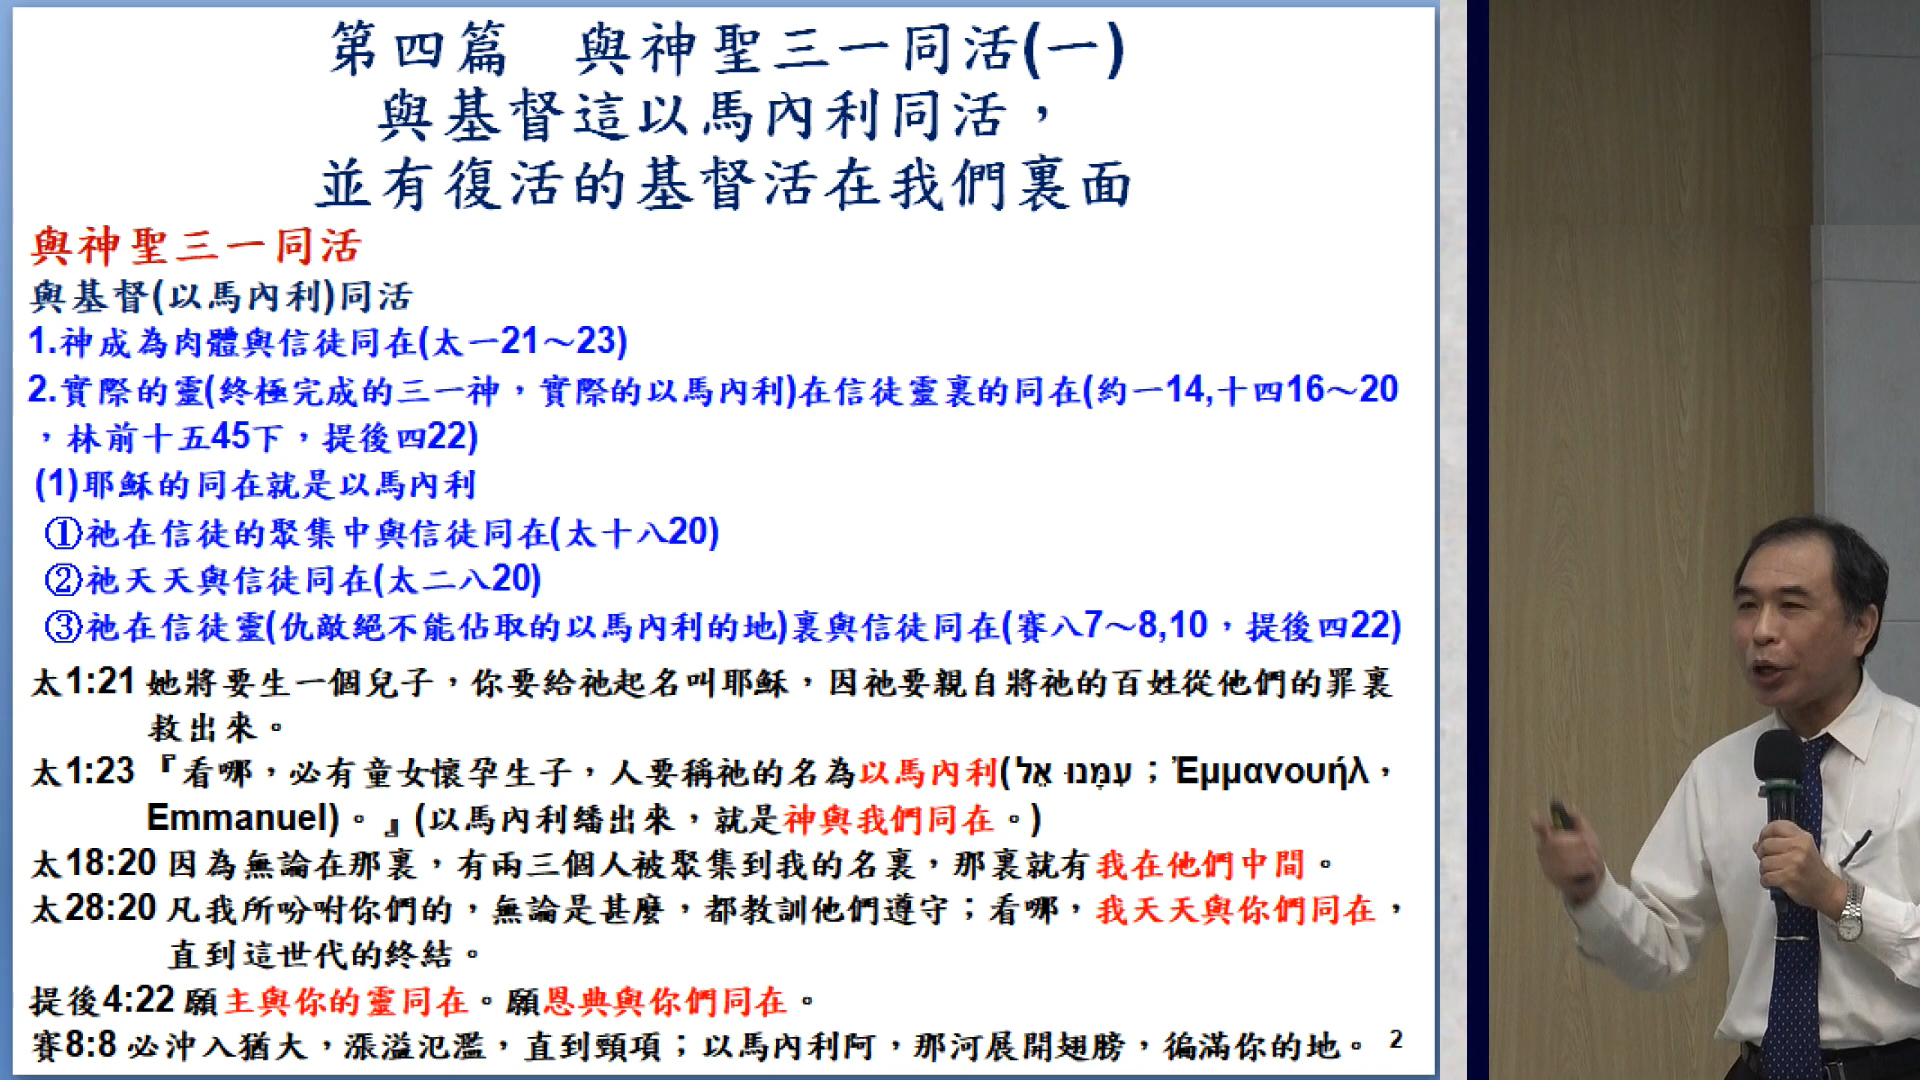 第四篇　與神聖三一同活(一)
與基督這以馬內利同活，
並有復活的基督活在我們裏面
與神聖三一同活
與基督(以馬內利)同活
1.神成為肉體與信徒同在(太一21～23)
2.實際的靈(終極完成的三一神，實際的以馬內利)在信徒靈裏的同在(約一14,十四16～20
，林前十五45下，提後四22)
(1)耶穌的同在就是以馬內利
①祂在信徒的聚集中與信徒同在(太十八20)
②祂天天與信徒同在(太二八20)
③祂在信徒靈(仇敵絕不能佔取的以馬內利的地)裏與信徒同在(賽八7～8,10，提後四22)
太1:21 她將要生一個兒子，你要給祂起名叫耶穌，因祂要親自將祂的百姓從他們的罪裏
救出來。
太1:23 『看哪，必有童女懷孕生子，人要稱祂的名為以馬內利(עִמָּנוּ אֵל；Ἐμμανουήλ，
Emmanuel)。』(以馬內利繙出來，就是神與我們同在。)
太18:20 因為無論在那裏，有兩三個人被聚集到我的名裏，那裏就有我在他們中間。
太28:20 凡我所吩咐你們的，無論是甚麼，都教訓他們遵守；看哪，我天天與你們同在，
直到這世代的終結。
提後4:22 願主與你的靈同在。願恩典與你們同在。
賽8:8 必沖入猶大，漲溢氾濫，直到頸項；以馬內利阿，那河展開翅膀，徧滿你的地。 2